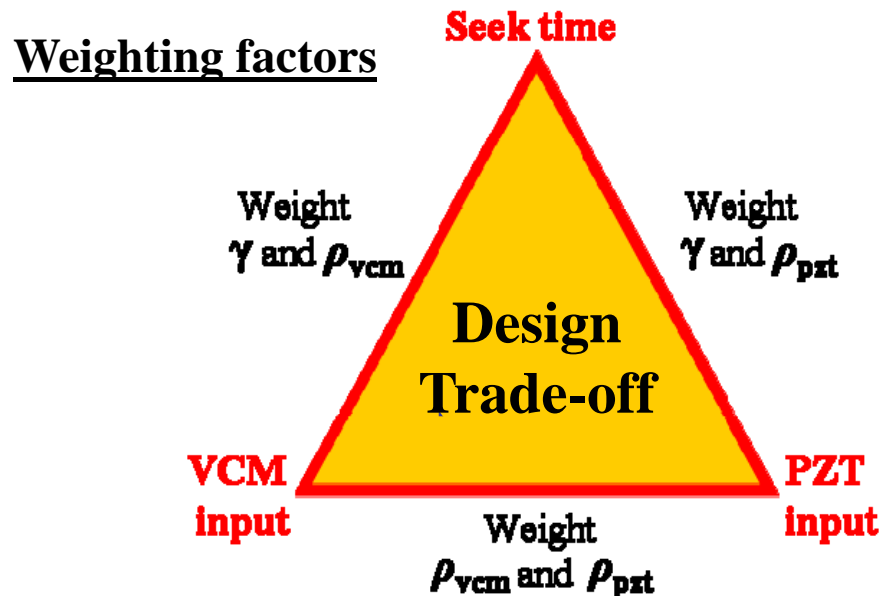 Seek time
Weighting factors
Weight
γ and ρvcm
Weight
γ and ρpzt
Design
Trade-off
VCM
input
PZT
input
Weight
ρvcm and ρpzt